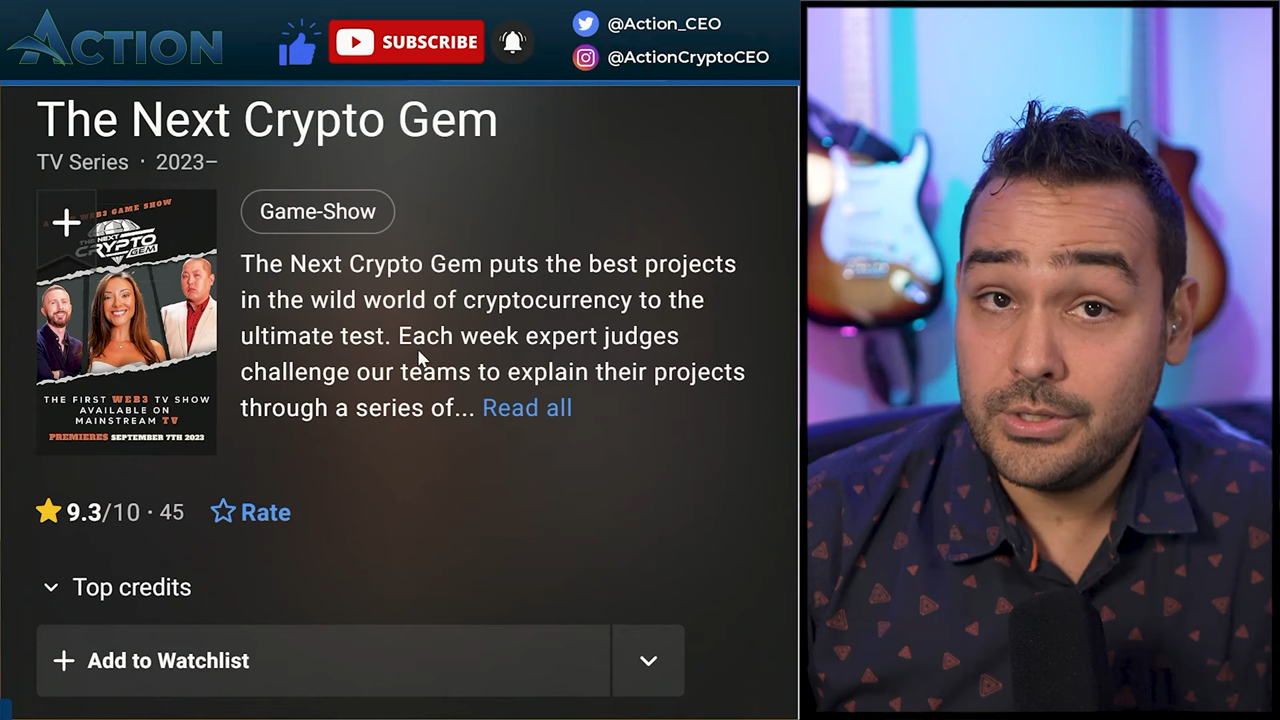 ACTION
SUBSCRIBE
@Action_CEO
@ActionCryptoCEO
The Next Crypto Gem
TV Series · 2023–
WEB3 GAME SHOW
THE NEXT
CRYPTO
GEM
THE FIRST WEB3 TV SHOW
AVAILABLE ON
MAINSTREAM TV
PREMIERES SEPTEMBER 7TH 2023
Game-Show
The Next Crypto Gem puts the best projects
in the wild world of cryptocurrency to the
ultimate test. Each week expert judges
challenge our teams to explain their projects
through a series of... Read all
9.3/10 · 45
Rate
Top credits
Add to Watchlist